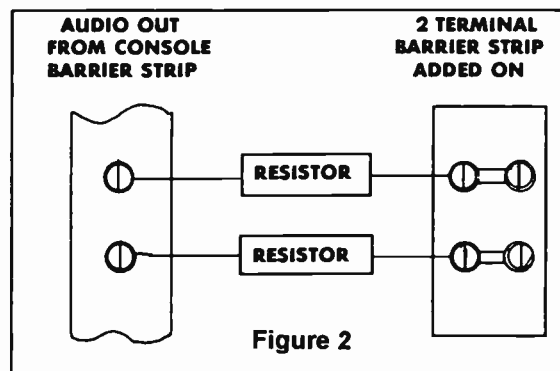 AUDIO OUT
FROM CONSOLE
BARRIER STRIP
2 TERMINAL
BARRIER STRIP
ADDED ON
RESISTOR
RESISTOR
Figure 2